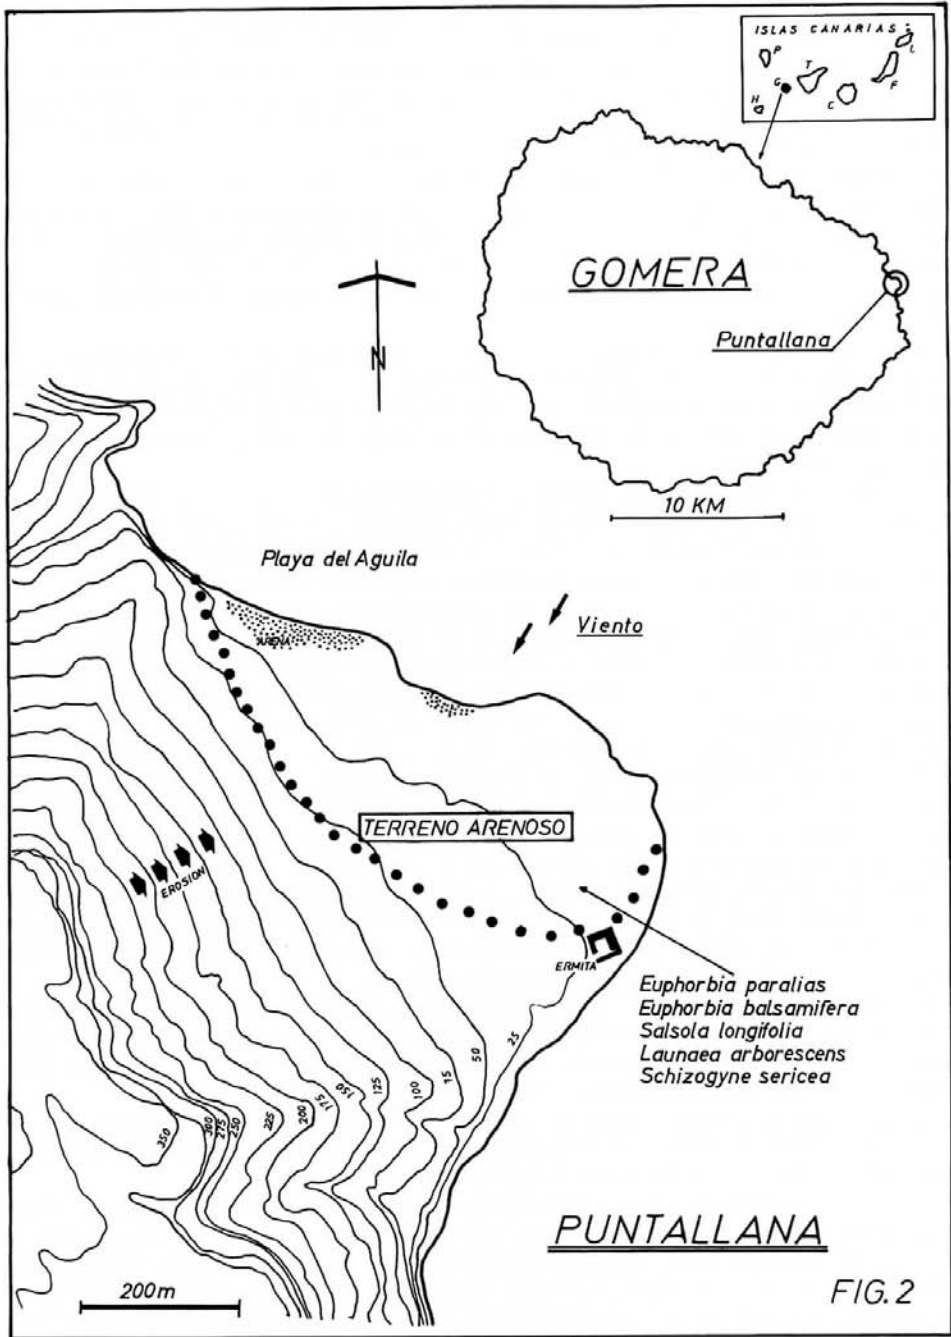 ISLAS CANARIAS
P
L
T
G
F
C
H
GOMERA
Puntallana
10 KM
N
Playa del Aguila
ARENA
Viento
TERRENO ARENOSO
EROSION
ERMITA
Euphorbia paralias
Euphorbia balsamifera
Salsola longifolia
Launaea arborescens
Schizogyne sericea
25
50
15
100
125
150
175
200
225
250
275
300
350
PUNTALLANA
200m
FIG. 2